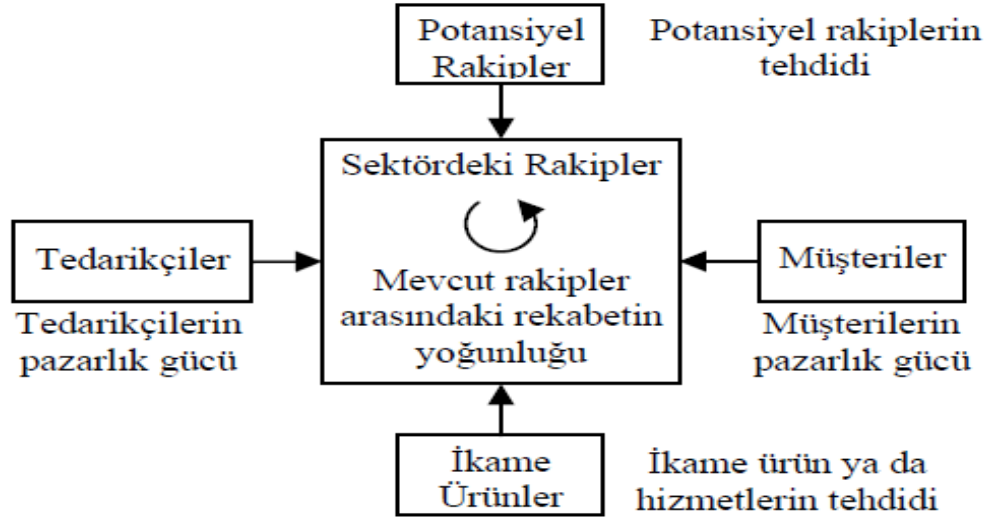 Potansiyel
Rakipler
Potansiyel rakiplerin
tehdidi
Sektördeki Rakipler
Mevcut rakipler
arasındaki rekabetin
yoğunluğu
Tedarikçiler
Tedarikçilerin
pazarlık gücü
Müşteriler
Müşterilerin
pazarlık gücü
İkame
Ürünler
İkame ürün ya da
hizmetlerin tehdidi